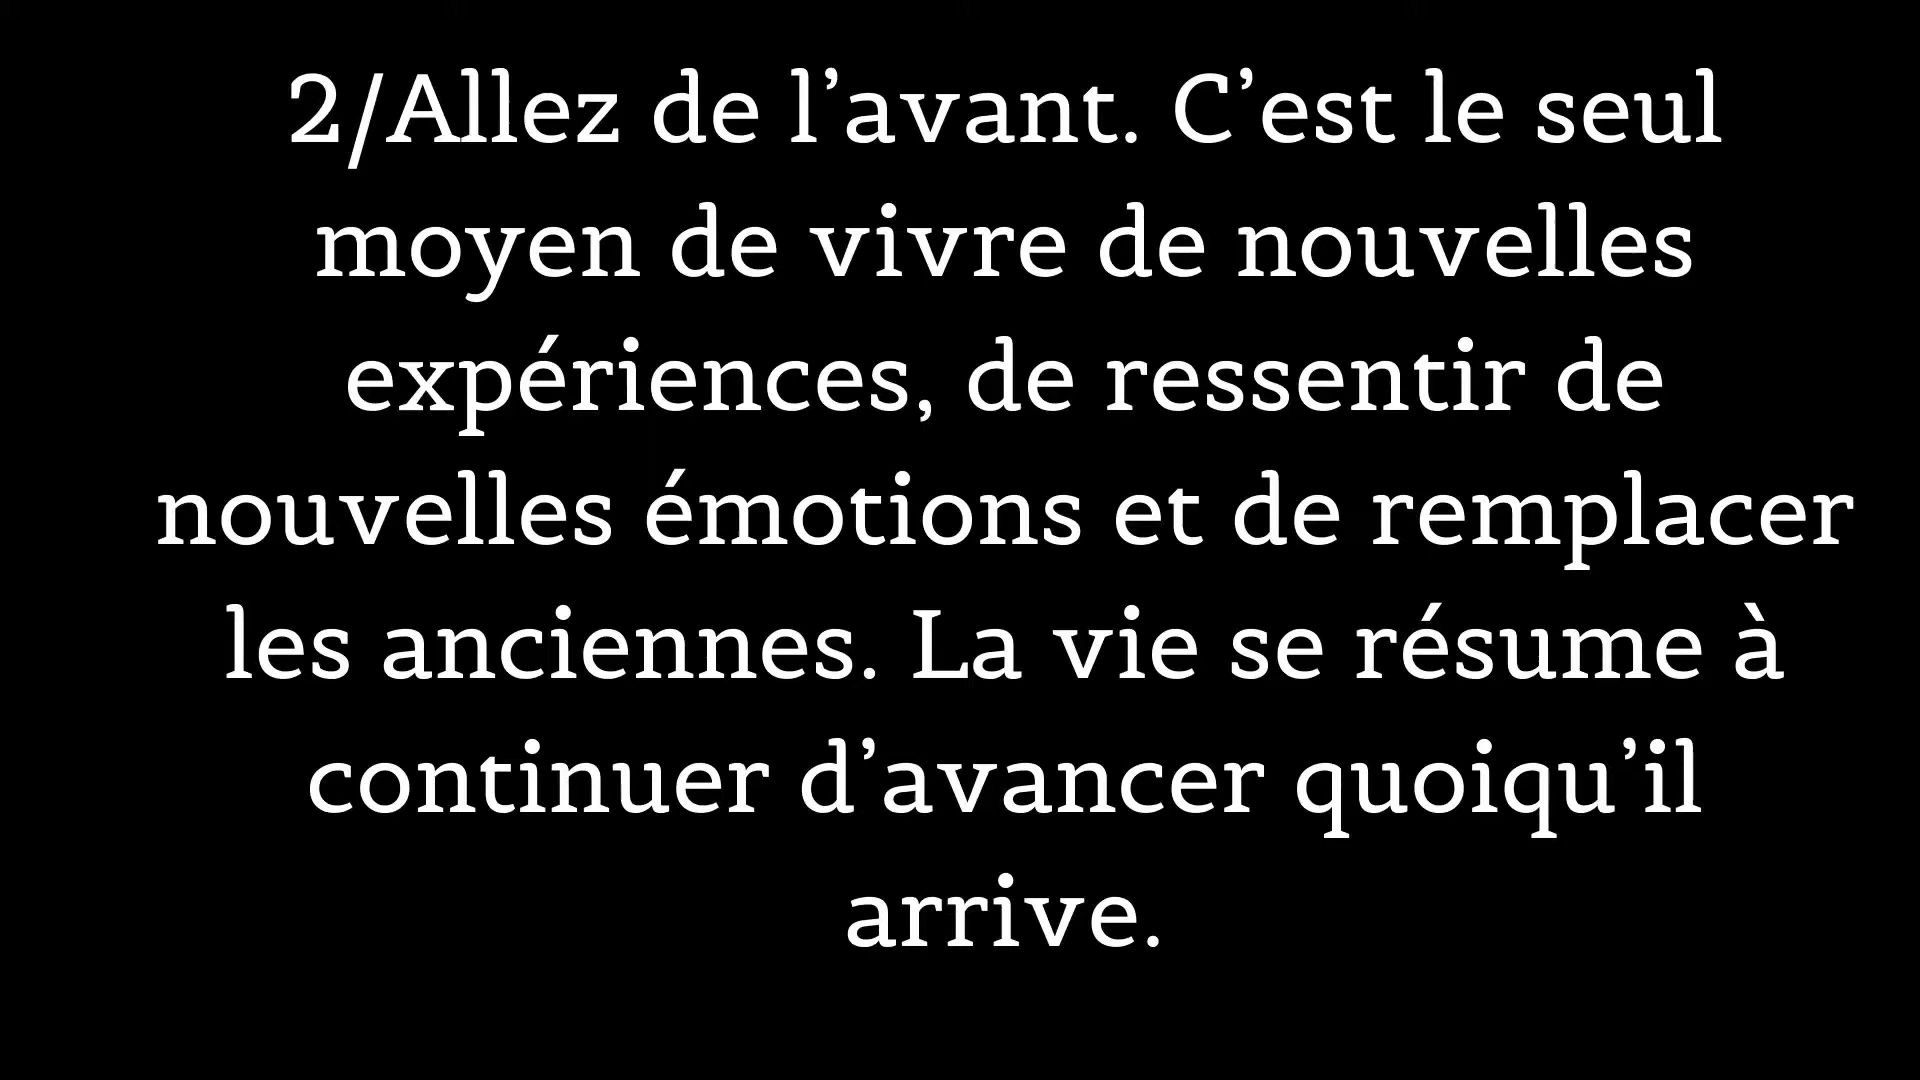 2/Allez de l’avant. C’est le seul
moyen de vivre de nouvelles
expériences, de ressentir de
nouvelles émotions et de remplacer
les anciennes. La vie se résume à
continuer d’avancer quoiqu’il
arrive.